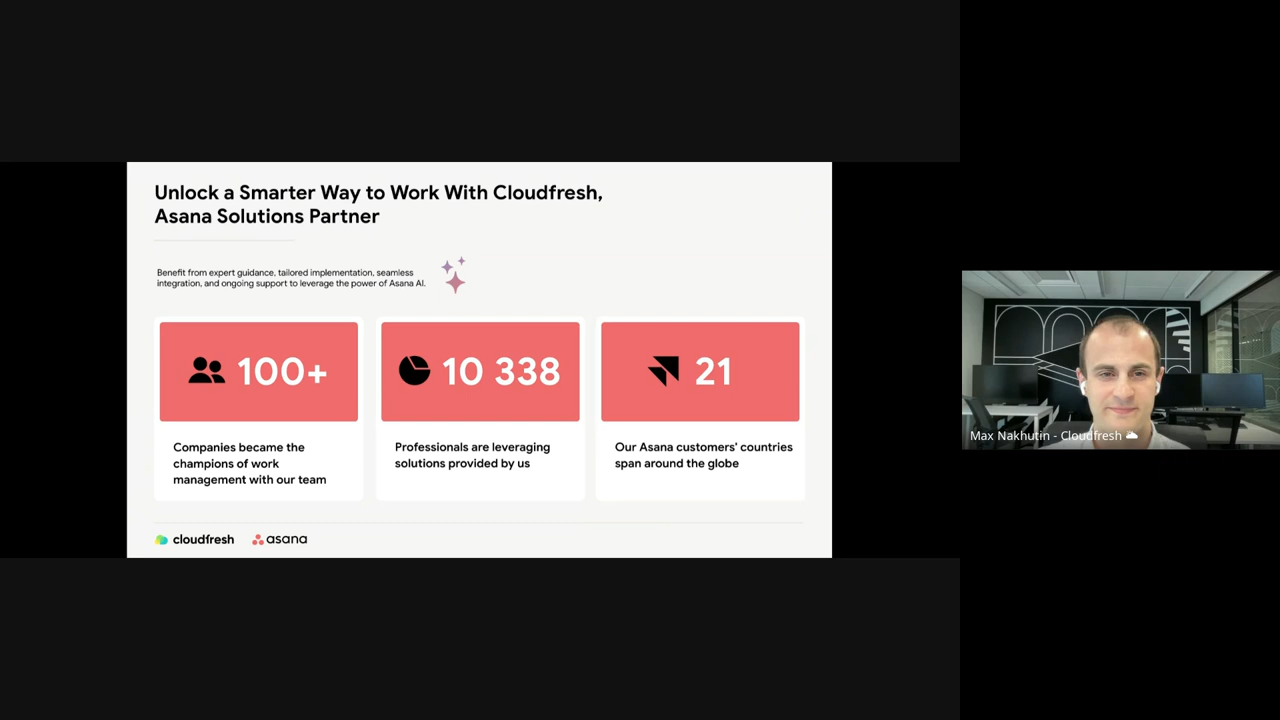 Unlock a Smarter Way to Work With Cloudfresh,
Asana Solutions Partner
Benefit from expert guidance, tailored implementation, seamless
integration, and ongoing support to leverage the power of Asana AI.
100+
Companies became the
champions of work
management with our team
10 338
Professionals are leveraging
solutions provided by us
21
Our Asana customers' countries
span around the globe
cloudfresh
asana
Max Nakhutin - Cloudfresh